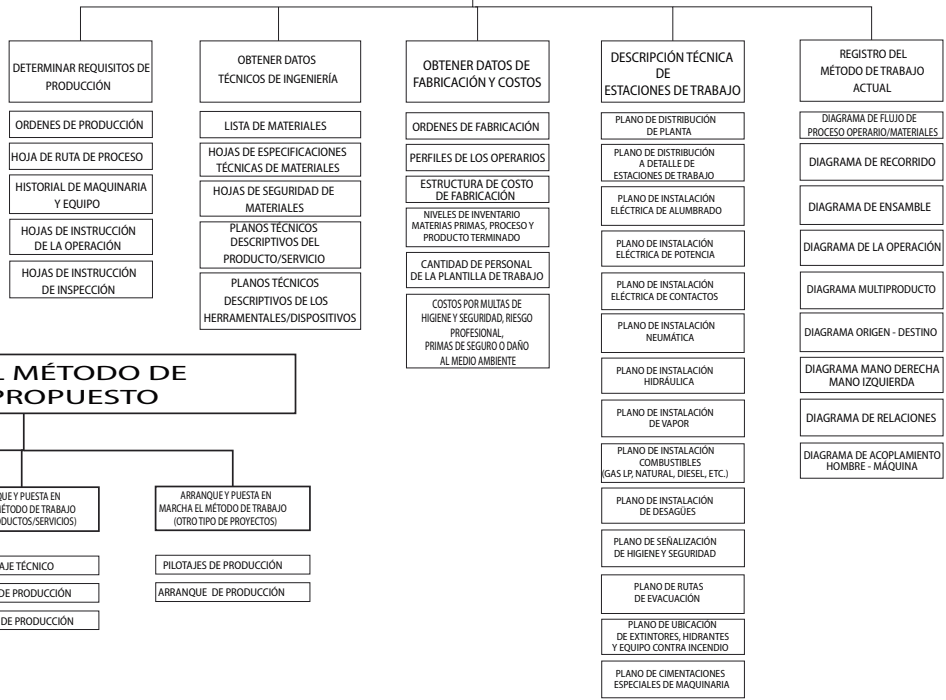 DETERMINAR REQUISITOS DE
PRODUCCIÓN
ORDENES DE PRODUCCIÓN
HOJA DE RUTA DE PROCESO
HISTORIAL DE MAQUINARIA
Y EQUIPO
HOJAS DE INSTRUCCIÓN
DE LA OPERACIÓN
HOJAS DE INSTRUCCIÓN
DE INSPECCIÓN
OBTENER DATOS
TÉCNICOS DE INGENIERÍA
LISTA DE MATERIALES
HOJAS DE ESPECIFICACIONES
TÉCNICAS DE MATERIALES
HOJAS DE SEGURIDAD DE
MATERIALES
PLANOS TÉCNICOS
DESCRIPTIVOS DEL
PRODUCTO/SERVICIO
PLANOS TÉCNICOS
DESCRIPTIVOS DE LOS
HERRAMENTALES/DISPOSITIVOS
OBTENER DATOS DE
FABRICACIÓN Y COSTOS
ORDENES DE FABRICACIÓN
PERFILES DE LOS OPERARIOS
ESTRUCTURA DE COSTO
DE FABRICACIÓN
NIVELES DE INVENTARIO
MATERIAS PRIMAS, PROCESO Y
PRODUCTO TERMINADO
CANTIDAD DE PERSONAL
DE LA PLANTILLA DE TRABAJO
COSTOS POR MULTAS DE
HIGIENE Y SEGURIDAD, RIESGO
PROFESIONAL,
PRIMAS DE SEGURO O DAÑO
AL MEDIO AMBIENTE
DESCRIPCIÓN TÉCNICA
DE
ESTACIONES DE TRABAJO
PLANO DE DISTRIBUCIÓN
DE PLANTA
PLANO DE DISTRIBUCIÓN
A DETALLE DE
ESTACIONES DE TRABAJO
PLANO DE INSTALACIÓN
ELÉCTRICA DE ALUMBRADO
PLANO DE INSTALACIÓN
ELÉCTRICA DE POTENCIA
PLANO DE INSTALACIÓN
ELÉCTRICA DE CONTACTOS
PLANO DE INSTALACIÓN
NEUMÁTICA
PLANO DE INSTALACIÓN
HIDRÁULICA
PLANO DE INSTALACIÓN
DE VAPOR
PLANO DE INSTALACIÓN
COMBUSTIBLES
(GAS LP, NATURAL, DIESEL, ETC.)
PLANO DE INSTALACIÓN
DE DESAGÜES
PLANO DE SEÑALIZACIÓN
DE HIGIENE Y SEGURIDAD
PLANO DE RUTAS
DE EVACUACIÓN
PLANO DE UBICACIÓN
DE EXTINTORES, HIDRANTES
Y EQUIPO CONTRA INCENDIO
PLANO DE CIMENTACIONES
ESPECIALES DE MAQUINARIA
REGISTRO DEL
MÉTODO DE TRABAJO
ACTUAL
DIAGRAMA DE FLUJO DE
PROCESO OPERARIO/MATERIALES
DIAGRAMA DE RECORRIDO
DIAGRAMA DE ENSAMBLE
DIAGRAMA DE LA OPERACIÓN
DIAGRAMA MULTIPRODUCTO
DIAGRAMA ORIGEN - DESTINO
DIAGRAMA MANO DERECHA
MANO IZQUIERDA
DIAGRAMA DE RELACIONES
DIAGRAMA DE ACOPLAMIENTO
HOMBRE - MÁQUINA
L MÉTODO DE
PROPUESTO
QUE Y PUESTA EN
MÉTODO DE TRABAJO
ODUCTOS/SERVICIOS)
AJE TÉCNICO
DE PRODUCCIÓN
DE PRODUCCIÓN
ARRANQUE Y PUESTA EN
MARCHA EL MÉTODO DE TRABAJO
(OTRO TIPO DE PROYECTOS)
PILOTAJES DE PRODUCCIÓN
ARRANQUE DE PRODUCCIÓN